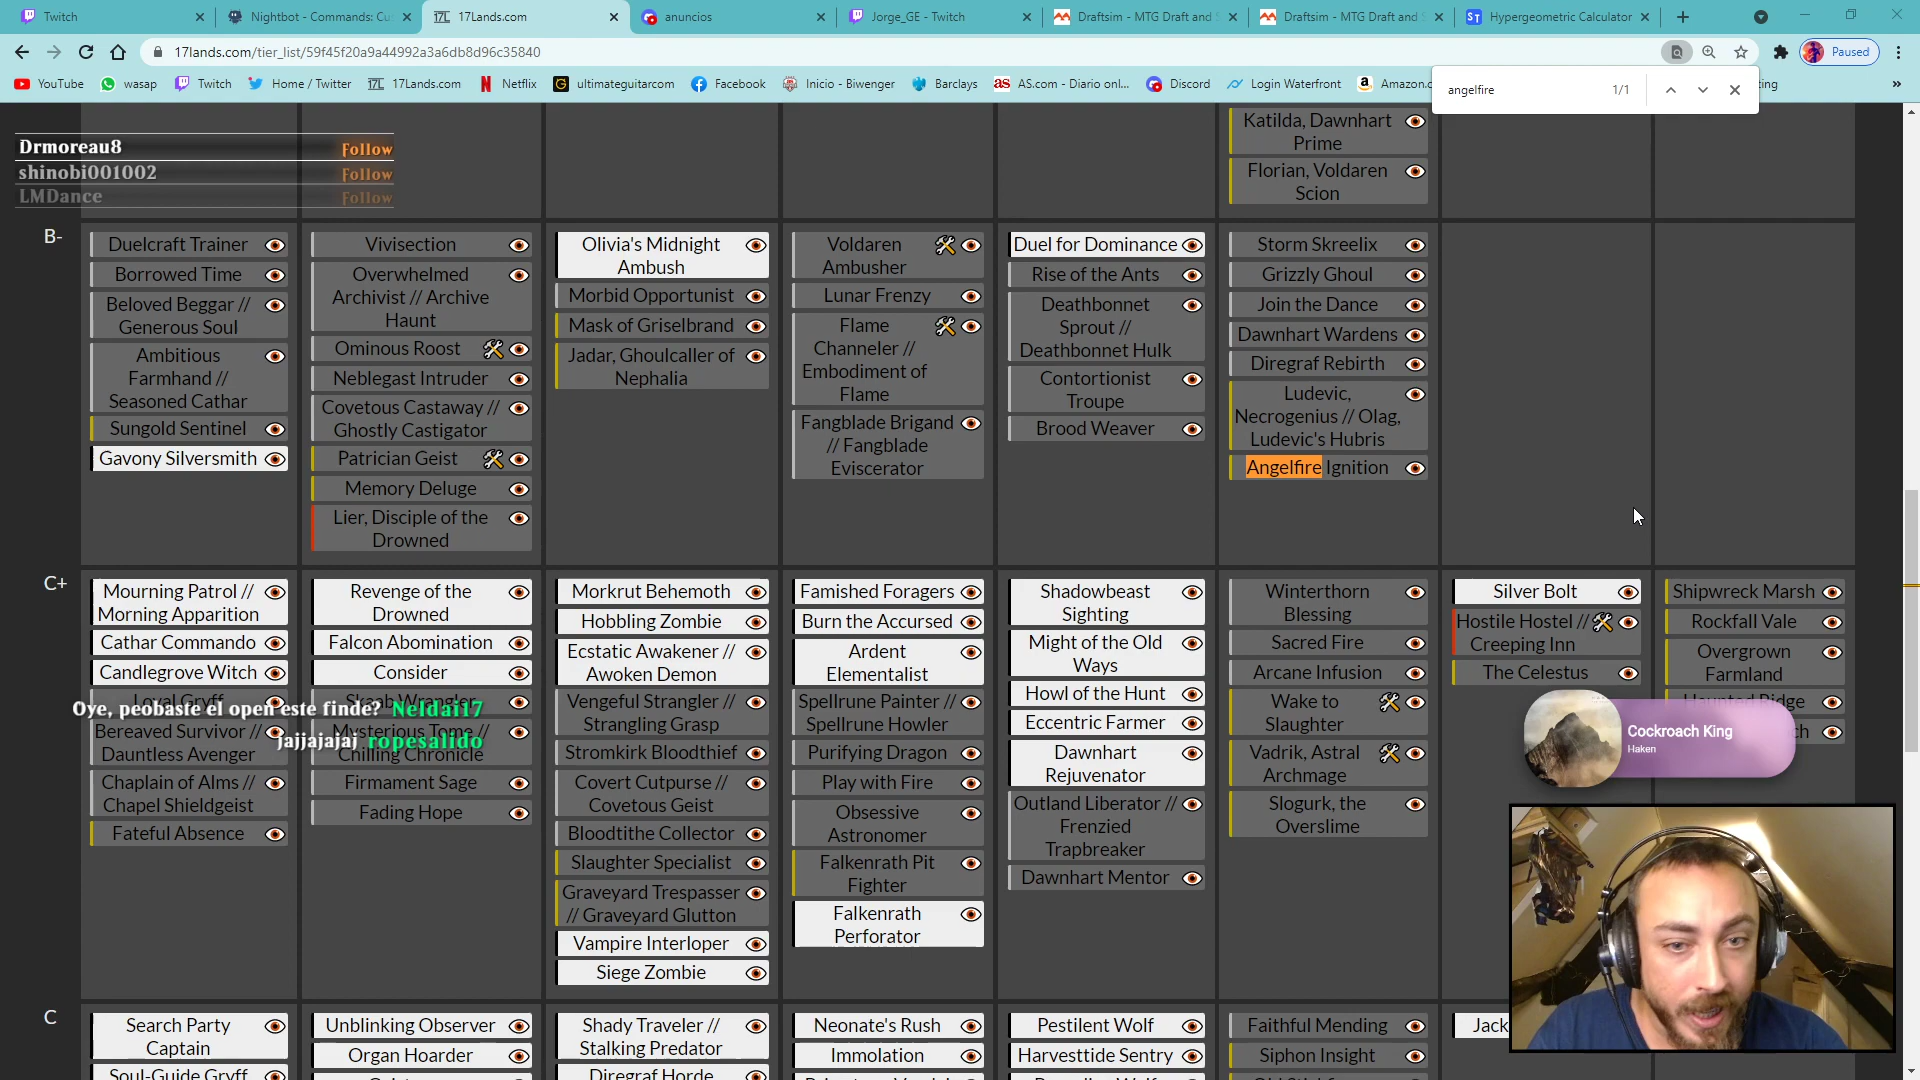 Twitch
Nightbot - Commands: Cu
17Lands.com
anuncios
Jorge_GE - Twitch
Draftsim - MTG Draft and
Draftsim - MTG Draft and
Hypergeometric Calculator
17lands.com/tier_list/59f45f20a9a44992a3a6db8d96c35840
Paused
YouTube
wasap
Twitch
Home / Twitter
17Lands.com
Netflix
ultimateguitarcom
Facebook
Inicio - Biwenger
Barclays
AS.com - Diario onl...
Discord
Login Waterfront
Amazon.c
angelfire
1/1
Drmoreau8 Follow
shinobi001002 Follow
LMDance Follow
Katilda, Dawnhart
Prime
Florian, Voldaren
Scion
B-
Duelcraft Trainer
Borrowed Time
Beloved Beggar //
Generous Soul
Ambitious
Farmhand //
Seasoned Cathar
Sungold Sentinel
Gavony Silversmith
Vivisection
Overwhelmed
Archivist // Archive
Haunt
Ominous Roost
Neblegast Intruder
Covetous Castaway //
Ghostly Castigator
Patrician Geist
Memory Deluge
Lier, Disciple of the
Drowned
Olivia's Midnight
Ambush
Morbid Opportunist
Mask of Griselbrand
Jadar, Ghoulcaller of
Nephalia
Voldaren
Ambusher
Lunar Frenzy
Flame
Channeler //
Embodiment of
Flame
Fangblade Brigand
// Fangblade
Eviscerator
Duel for Dominance
Rise of the Ants
Deathbonnet
Sprout //
Deathbonnet Hulk
Contortionist
Troupe
Brood Weaver
Storm Skreelix
Grizzly Ghoul
Join the Dance
Dawnhart Wardens
Diregraf Rebirth
Ludevic,
Necrogenius // Olag,
Ludevic's Hubris
Angelfire Ignition
C+
Mourning Patrol //
Morning Apparition
Cathar Commando
Candlegrove Witch
Loyal Gryff
Bereaved Survivor //
Dauntless Avenger
Chaplain of Alms //
Chapel Shieldgeist
Fateful Absence
Revenge of the
Drowned
Falcon Abomination
Consider
Skaab Wrangler
Mysterious Tome //
Chilling Chronicle
Firmament Sage
Fading Hope
Oye, peobaste el open este finde? Neldai17
jajjajajaj ropesalido
Morkrut Behemoth
Hobbling Zombie
Ecstatic Awakener //
Awoken Demon
Vengeful Strangler //
Strangling Grasp
Stromkirk Bloodthief
Covert Cutpurse //
Covetous Geist
Bloodtithe Collector
Slaughter Specialist
Graveyard Trespasser
// Graveyard Glutton
Vampire Interloper
Siege Zombie
Famished Foragers
Burn the Accursed
Ardent
Elementalist
Spellrune Painter //
Spellrune Howler
Purifying Dragon
Play with Fire
Obsessive
Astronomer
Falkenrath Pit
Fighter
Falkenrath
Perforator
Shadowbeast
Sighting
Might of the Old
Ways
Howl of the Hunt
Eccentric Farmer
Dawnhart
Rejuvenator
Outland Liberator //
Frenzied
Trapbreaker
Dawnhart Mentor
Winterthorn
Blessing
Sacred Fire
Arcane Infusion
Wake to
Slaughter
Vadrik, Astral
Archmage
Slogurk, the
Overslime
Silver Bolt
Hostile Hostel //
Creeping Inn
The Celestus
Shipwreck Marsh
Rockfall Vale
Overgrown
Farmland
Haunted Ridge
Cockroach King
Haken
C
Search Party
Captain
Soul-Guide Gryff
Unblinking Observer
Organ Hoarder
Shady Traveler //
Stalking Predator
Diregraf Horde
Neonate's Rush
Immolation
Pestilent Wolf
Harvesttide Sentry
Faithful Mending
Siphon Insight
Jack